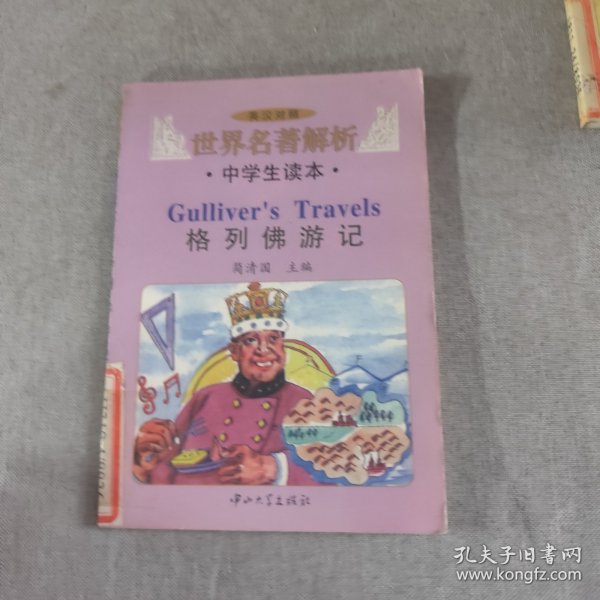 英汉对照
世界名著解析
·中学生读本·
Gulliver's Travels
格列佛游记
简清国 主编
中山大学出版社
孔夫子旧书网
www.kongfz.com